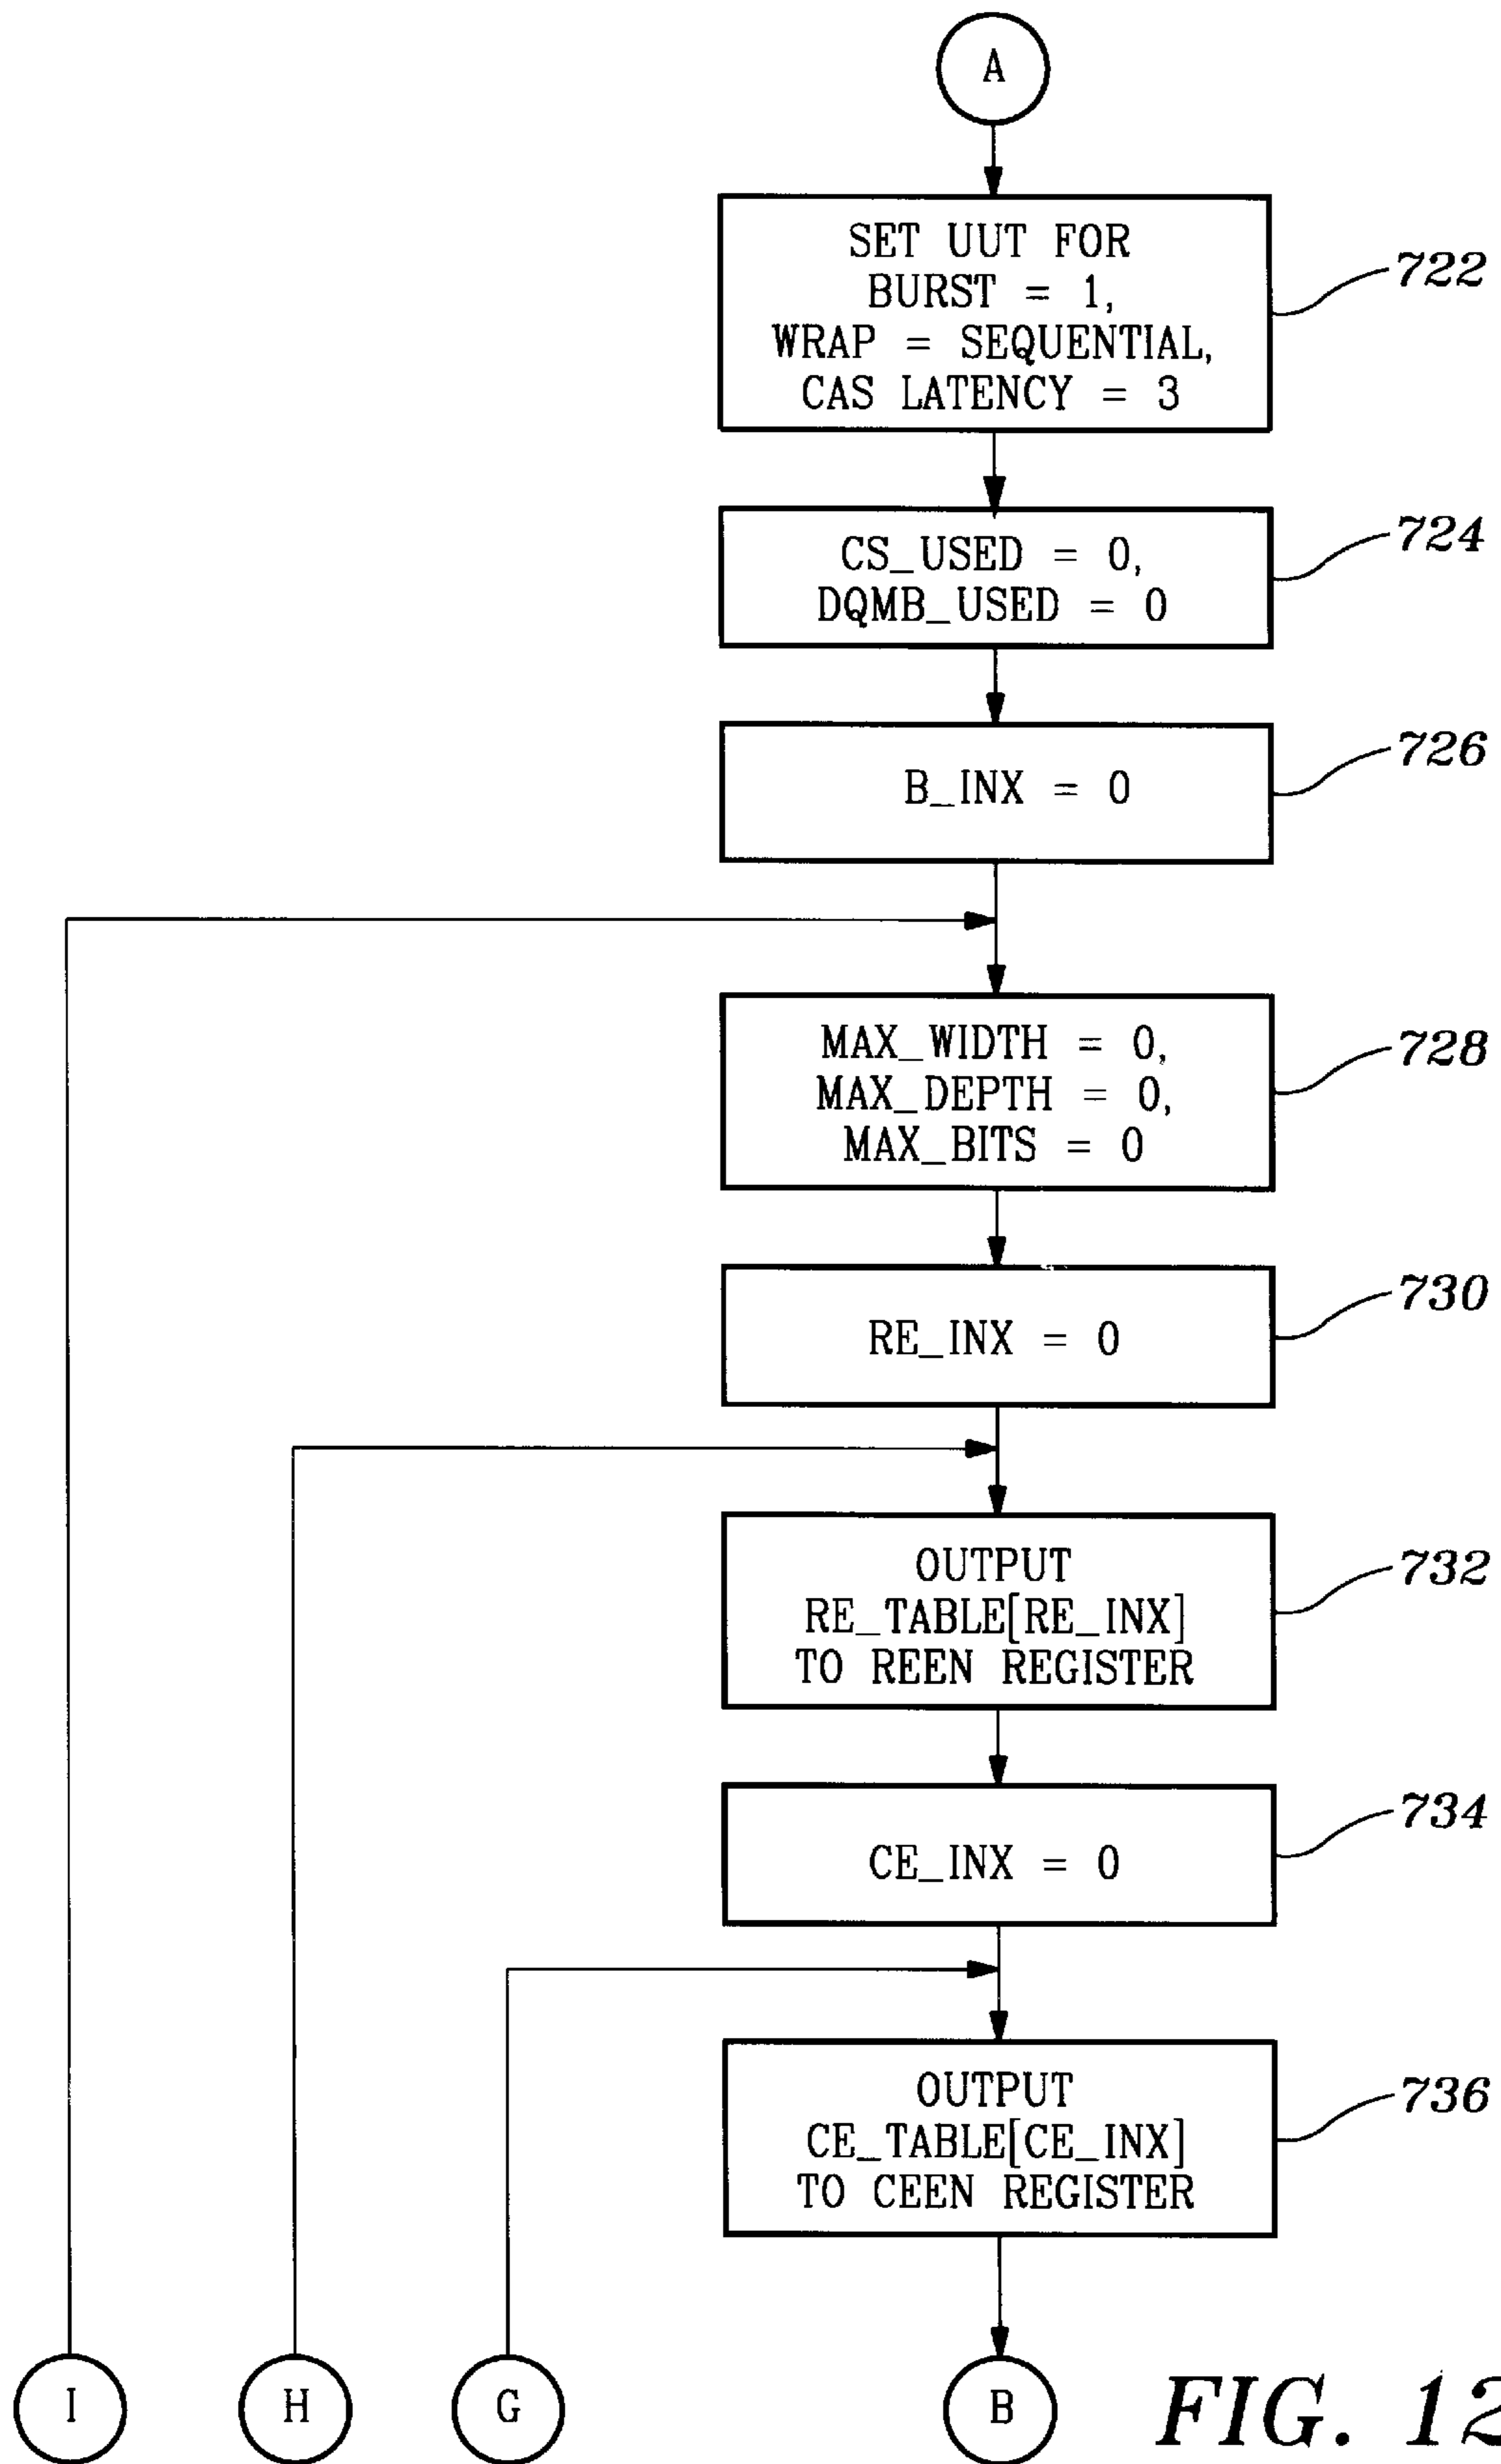 A
SET UUT FOR
BURST = 1,
WRAP = SEQUENTIAL,
CAS LATENCY = 3
722
CS_USED = 0,
DQMB_USED = 0
724
B_INX = 0
726
MAX_WIDTH = 0,
MAX_DEPTH = 0,
MAX_BITS = 0
728
RE_INX = 0
730
OUTPUT
RE_TABLE[RE_INX]
TO REEN REGISTER
732
CE_INX = 0
734
OUTPUT
CE_TABLE[CE_INX]
TO CEEN REGISTER
736
I
H
G
B
FIG. 12